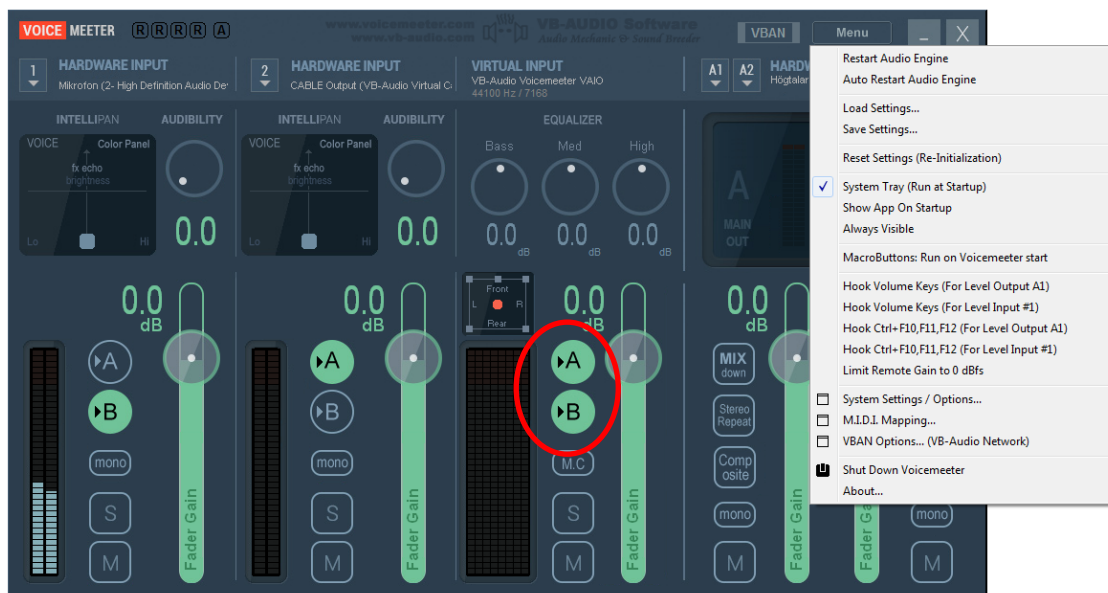 VOICE MEETER R R R R A
www.voicemeeter.com
www.vb-audio.com
VB-AUDIO Software
Audio Mechanic & Sound Breeder
VBAN
Menu
1
HARDWARE INPUT
Mikrofon (2- High Definition Audio De
2
HARDWARE INPUT
CABLE Output (VB-Audio Virtual C
VIRTUAL INPUT
VB-Audio Voicemeeter VAIO
44100 Hz / 7168
A1 A2 HARDW
Högtalar
INTELLIPAN
AUDIBILITY
VOICE
Color Panel
fx echo
brightness
Lo
Hi
0.0
INTELLIPAN
AUDIBILITY
VOICE
Color Panel
fx echo
brightness
Lo
Hi
0.0
EQUALIZER
Bass Med High
0.0 0.0 0.0
dB dB dB
A
MAIN
OUT
0.0
dB
A
B
mono
S
M
Fader Gain
0.0
dB
A
B
mono
S
M
Fader Gain
Front
L R
Rear
0.0
dB
A
B
M.C
S
M
Fader Gain
0.0
dB
MIX
down
Stereo
Repeat
Comp
osite
mono
M
Fader Gain
Fader Ga
mono
M
Restart Audio Engine
Auto Restart Audio Engine
Load Settings...
Save Settings...
Reset Settings (Re-Initialization)
System Tray (Run at Startup)
Show App On Startup
Always Visible
MacroButtons: Run on Voicemeeter start
Hook Volume Keys (For Level Output A1)
Hook Volume Keys (For Level Input #1)
Hook Ctrl+F10,F11,F12 (For Level Output A1)
Hook Ctrl+F10,F11,F12 (For Level Input #1)
Limit Remote Gain to 0 dBfs
System Settings / Options...
M.I.D.I. Mapping...
VBAN Options... (VB-Audio Network)
Shut Down Voicemeeter
About...